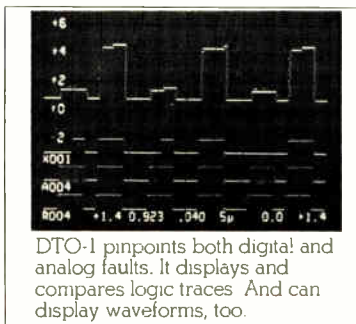 +6
+4
+2
+0
2
X001
A004
R004 +1.4 0.923 .040 5µ 0.0 +1.4
DTO-1 pinpoints both digital and
analog faults. It displays and
compares logic traces And can
display waveforms, too.